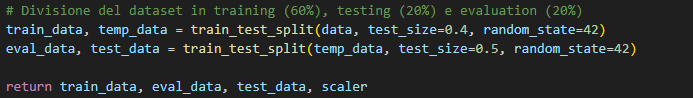 # Divisione del dataset in training (60%), testing (20%) e evaluation (20%)
train_data, temp_data = train_test_split(data, test_size=0.4, random_state=42)
eval_data, test_data = train_test_split(temp_data, test_size=0.5, random_state=42)
return train_data, eval_data, test_data, scaler